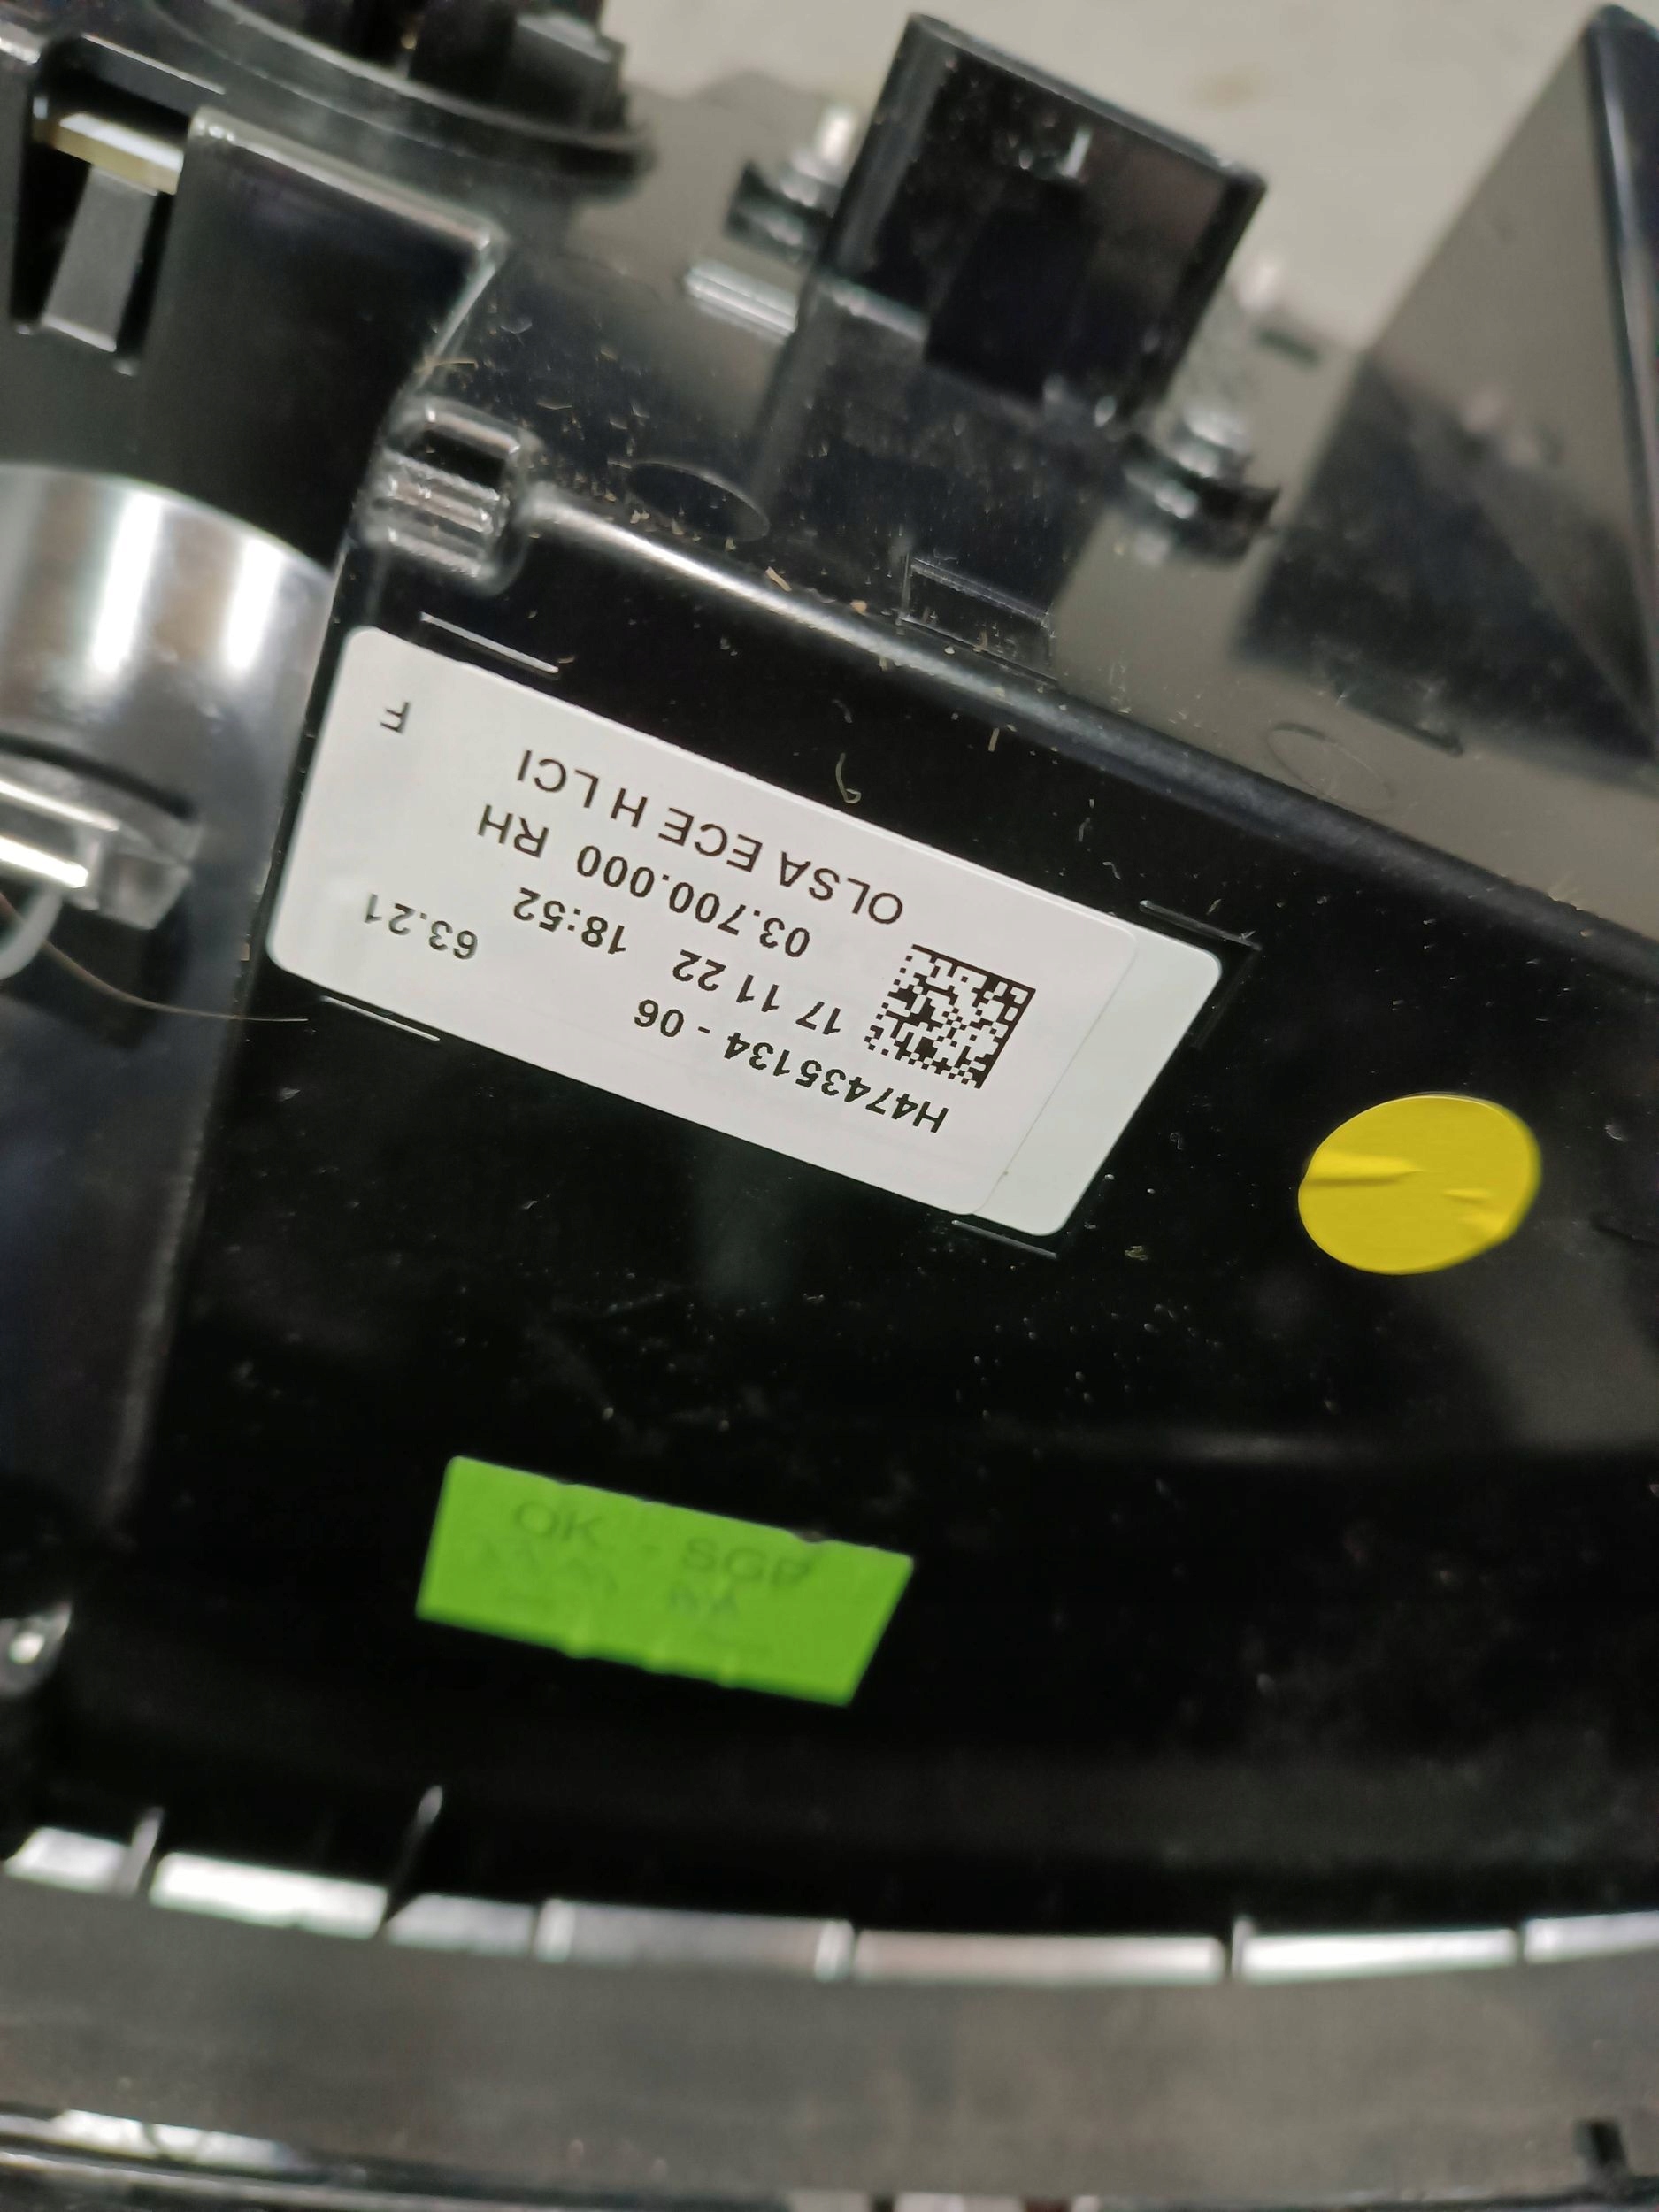 H47435134 - 06
17 11 22 18:52 63.21
03.700.000 RH
OLSA ECE H LCI F
OK - SGP